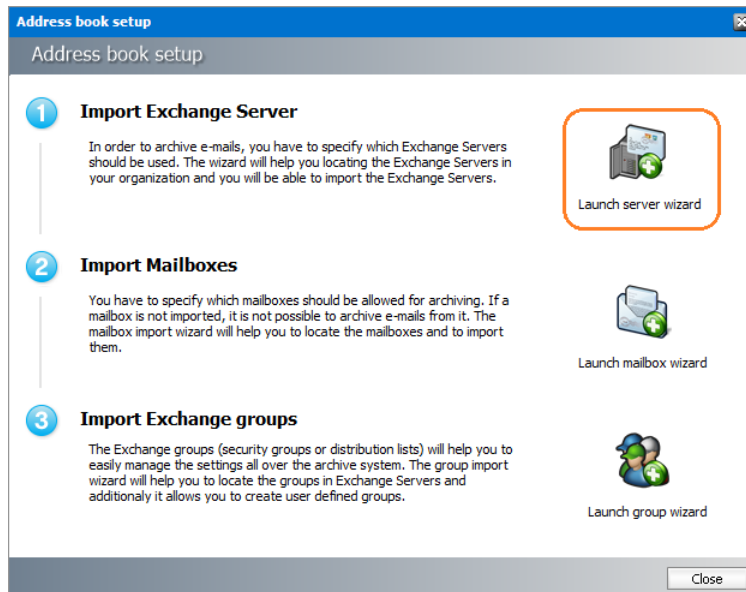 Address book setup
Address book setup
1
Import Exchange Server
In order to archive e-mails, you have to specify which Exchange Servers
should be used. The wizard will help you locating the Exchange Servers in
your organization and you will be able to import the Exchange Servers.
Launch server wizard
2
Import Mailboxes
You have to specify which mailboxes should be allowed for archiving. If a
mailbox is not imported, it is not possible to archive e-mails from it. The
mailbox import wizard will help you to locate the mailboxes and to import
them.
Launch mailbox wizard
3
Import Exchange groups
The Exchange groups (security groups or distribution lists) will help you to
easily manage the settings all over the archive system. The group import
wizard will help you to locate the groups in Exchange Servers and
additionaly it allows you to create user defined groups.
Launch group wizard
Close